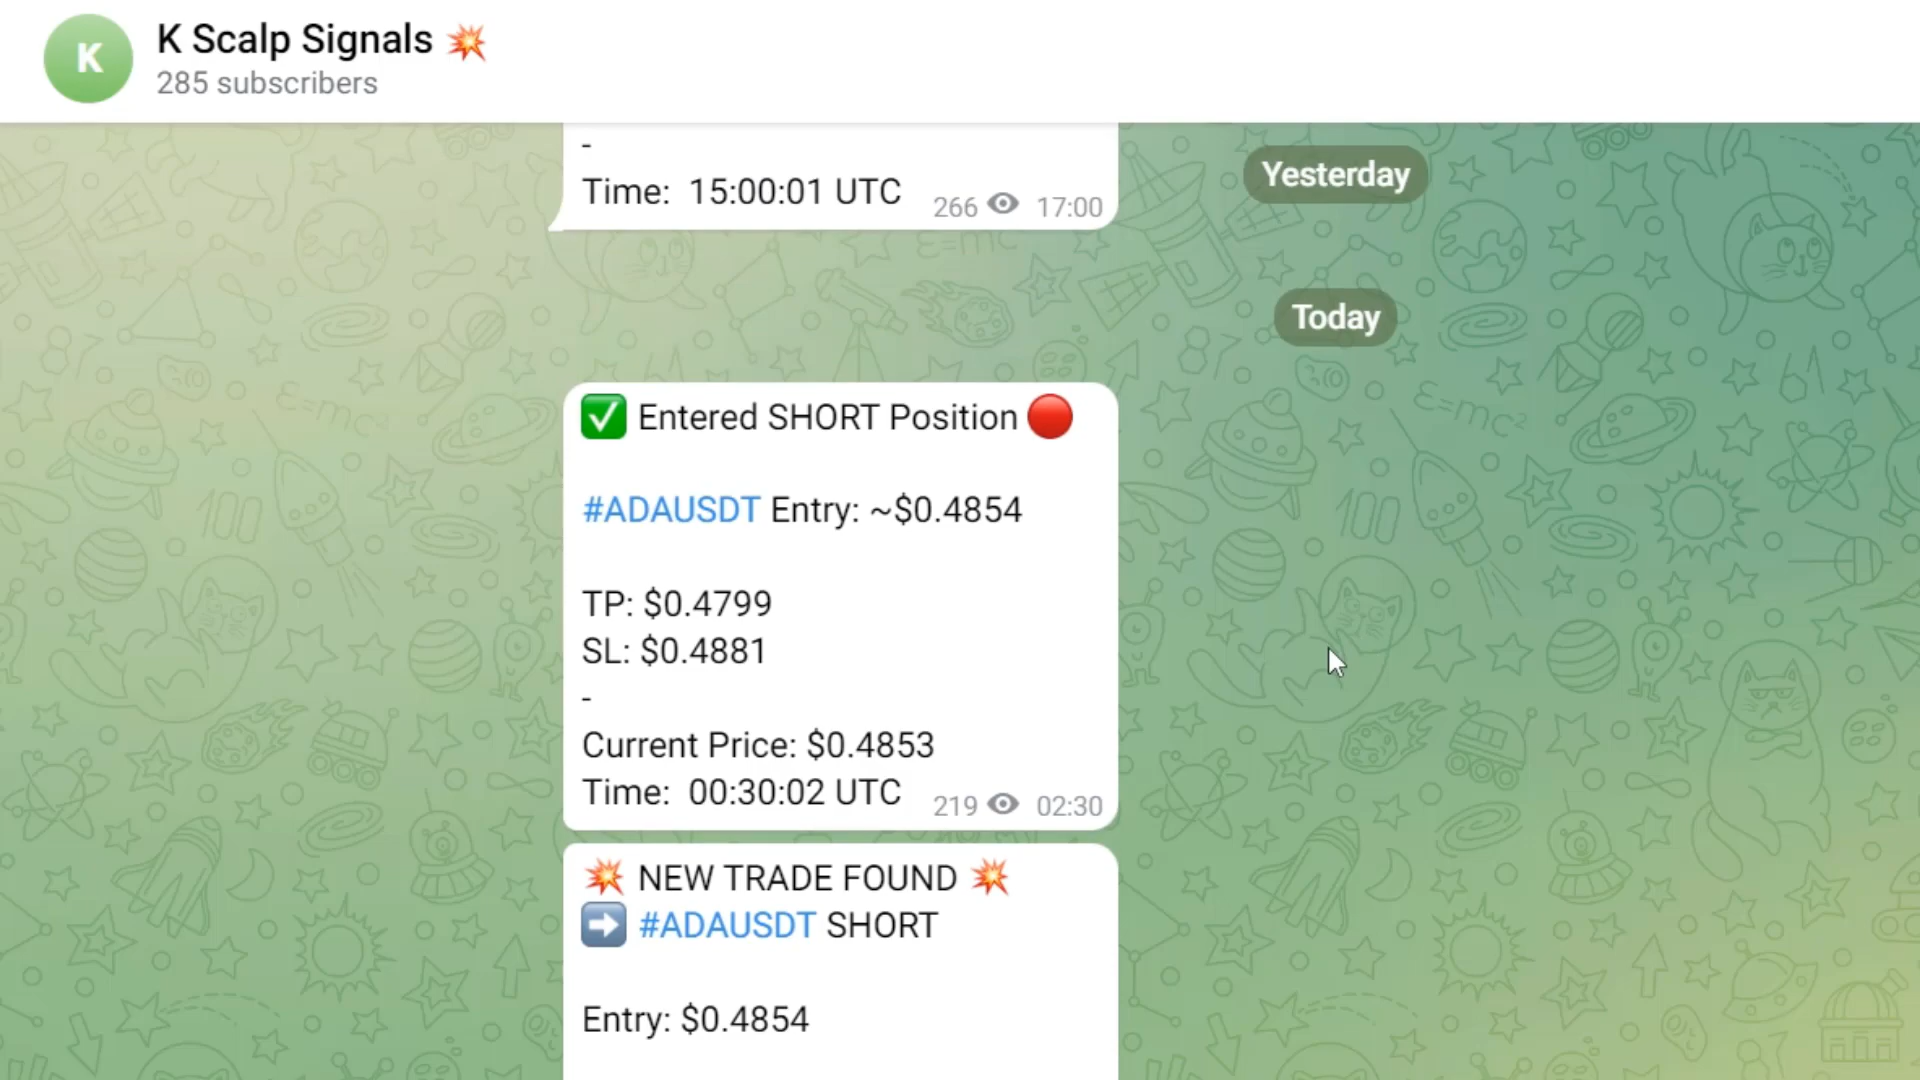 K
K Scalp Signals 💥
285 subscribers
-
Time: 15:00:01 UTC
266 17:00
Yesterday
Today
✅ Entered SHORT Position 🔴
#ADAUSDT Entry: ~$0.4854
TP: $0.4799
SL: $0.4881
-
Current Price: $0.4853
Time: 00:30:02 UTC
219 02:30
💥 NEW TRADE FOUND 💥
➡️ #ADAUSDT SHORT
Entry: $0.4854